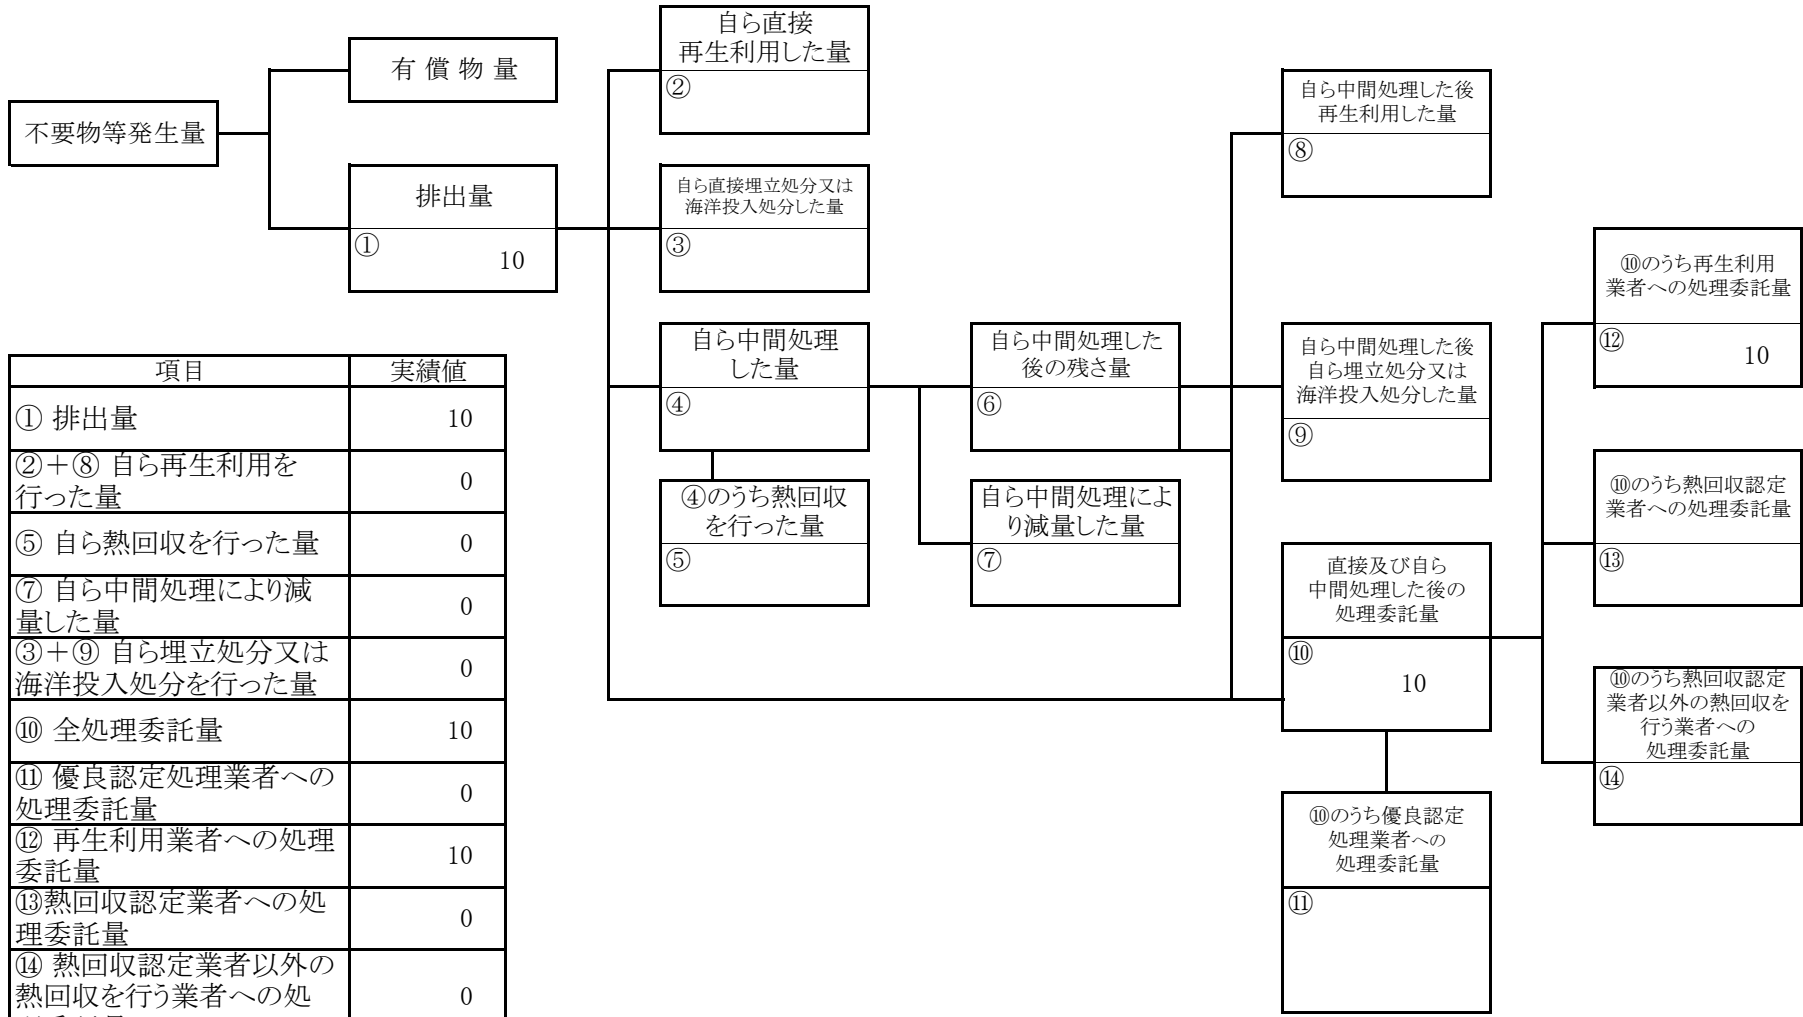 不要物等発生量
有 償 物 量
排出量
①
10
自ら直接
再生利用した量
②
自ら直接埋立処分又は
海洋投入処分した量
③
自ら中間処理
した量
④
④のうち熱回収
を行った量
⑤
自ら中間処理した
後の残さ量
⑥
自ら中間処理によ
り減量した量
⑦
自ら中間処理した後
再生利用した量
⑧
自ら中間処理した後
自ら埋立処分又は
海洋投入処分した量
⑨
直接及び自ら
中間処理した後の
処理委託量
⑩
10
⑩のうち優良認定
処理業者への
処理委託量
⑪
⑩のうち再生利用
業者への処理委託量
⑫
10
⑩のうち熱回収認定
業者への処理委託量
⑬
⑩のうち熱回収認定
業者以外の熱回収を
行う業者への
処理委託量
⑭
項目 実績値
① 排出量 10
②＋⑧ 自ら再生利用を
行った量 0
⑤ 自ら熱回収を行った量 0
⑦ 自ら中間処理により減
量した量 0
③＋⑨ 自ら埋立処分又は
海洋投入処分を行った量 0
⑩ 全処理委託量 10
⑪ 優良認定処理業者への
処理委託量 0
⑫ 再生利用業者への処理
委託量 10
⑬熱回収認定業者への処
理委託量 0
⑭ 熱回収認定業者以外の
熱回収を行う業者への処 0